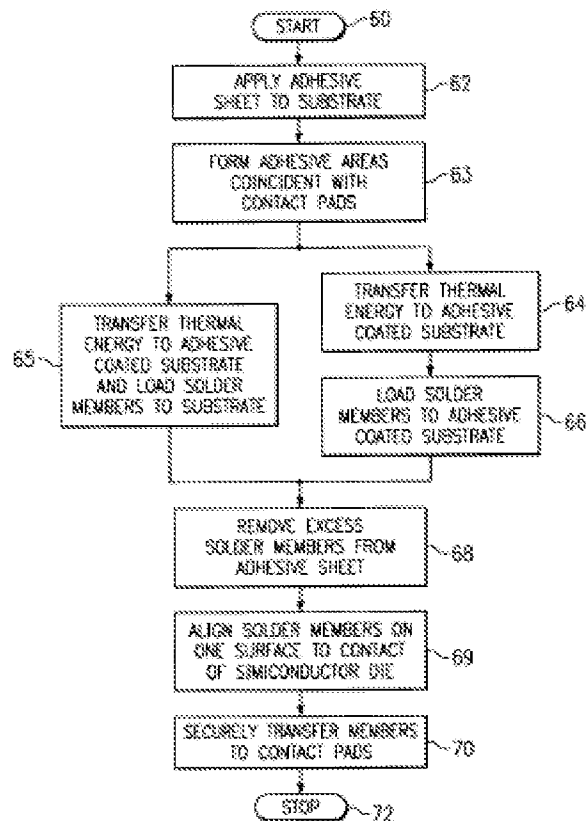 START
60
APPLY ADHESIVE
SHEET TO SUBSTRATE
62
FORM ADHESIVE AREAS
COINCIDENT WITH
CONTACT PADS
63
TRANSFER THERMAL
ENERGY TO ADHESIVE
COATED SUBSTRATE
AND LOAD SOLDER
MEMBERS TO SUBSTRATE
65
TRANSFER THERMAL
ENERGY TO ADHESIVE
COATED SUBSTRATE
64
LOAD SOLDER
MEMBERS TO ADHESIVE
COATED SUBSTRATE
66
REMOVE EXCESS
SOLDER MEMBERS FROM
ADHESIVE SHEET
68
ALIGN SOLDER MEMBERS ON
ONE SURFACE TO CONTACT
OF SIMICONDUCTOR DIE
69
SECURELY TRANSFER MEMBERS
TO CONTACT PADS
70
STOP
72